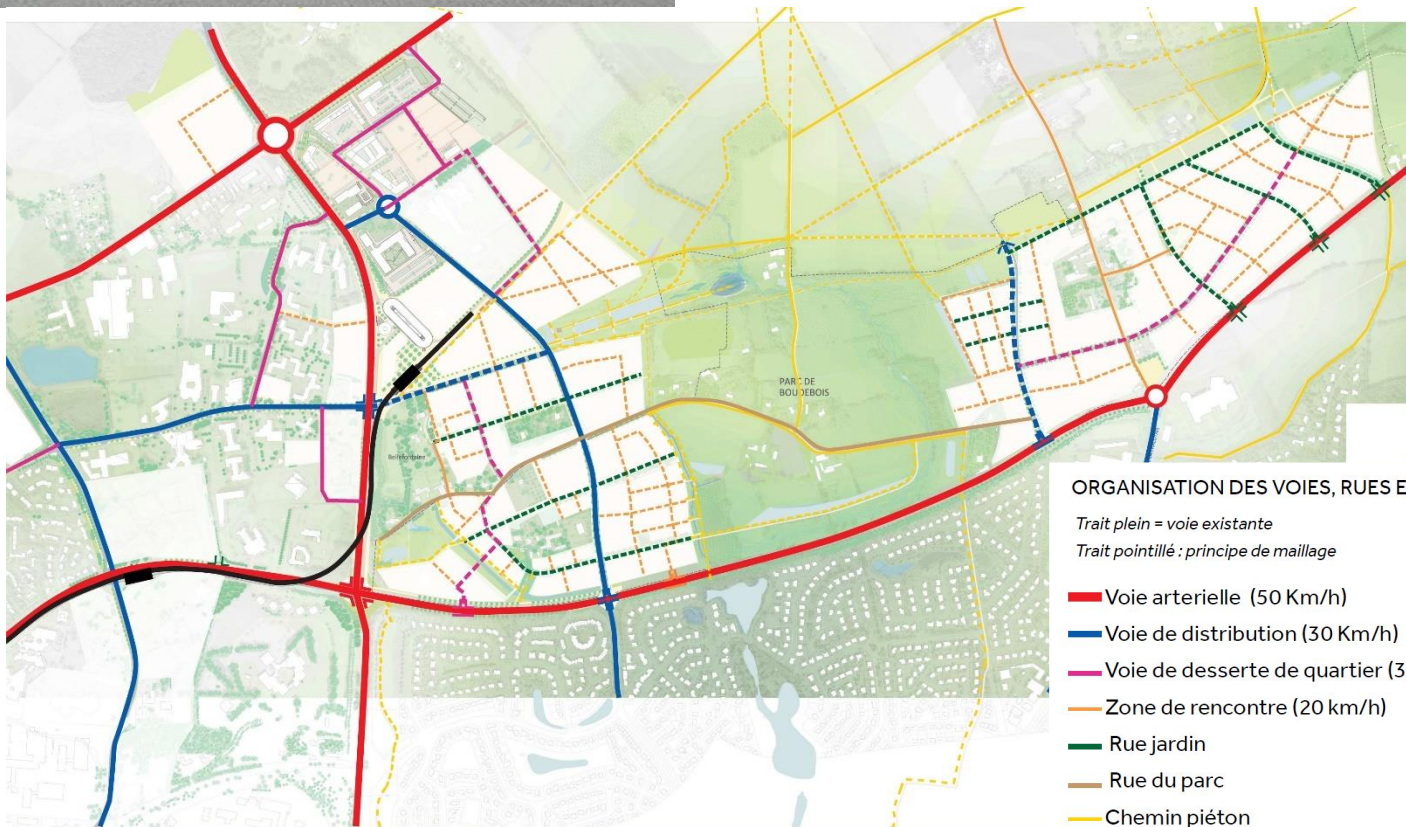 PARC DE
BOUDEBOIS
Bellefontaine
ORGANISATION DES VOIES, RUES E
Trait plein = voie existante
Trait pointillé : principe de maillage
Voie arterielle (50 Km/h)
Voie de distribution (30 Km/h)
Voie de desserte de quartier (3
Zone de rencontre (20 km/h)
Rue jardin
Rue du parc
Chemin piéton